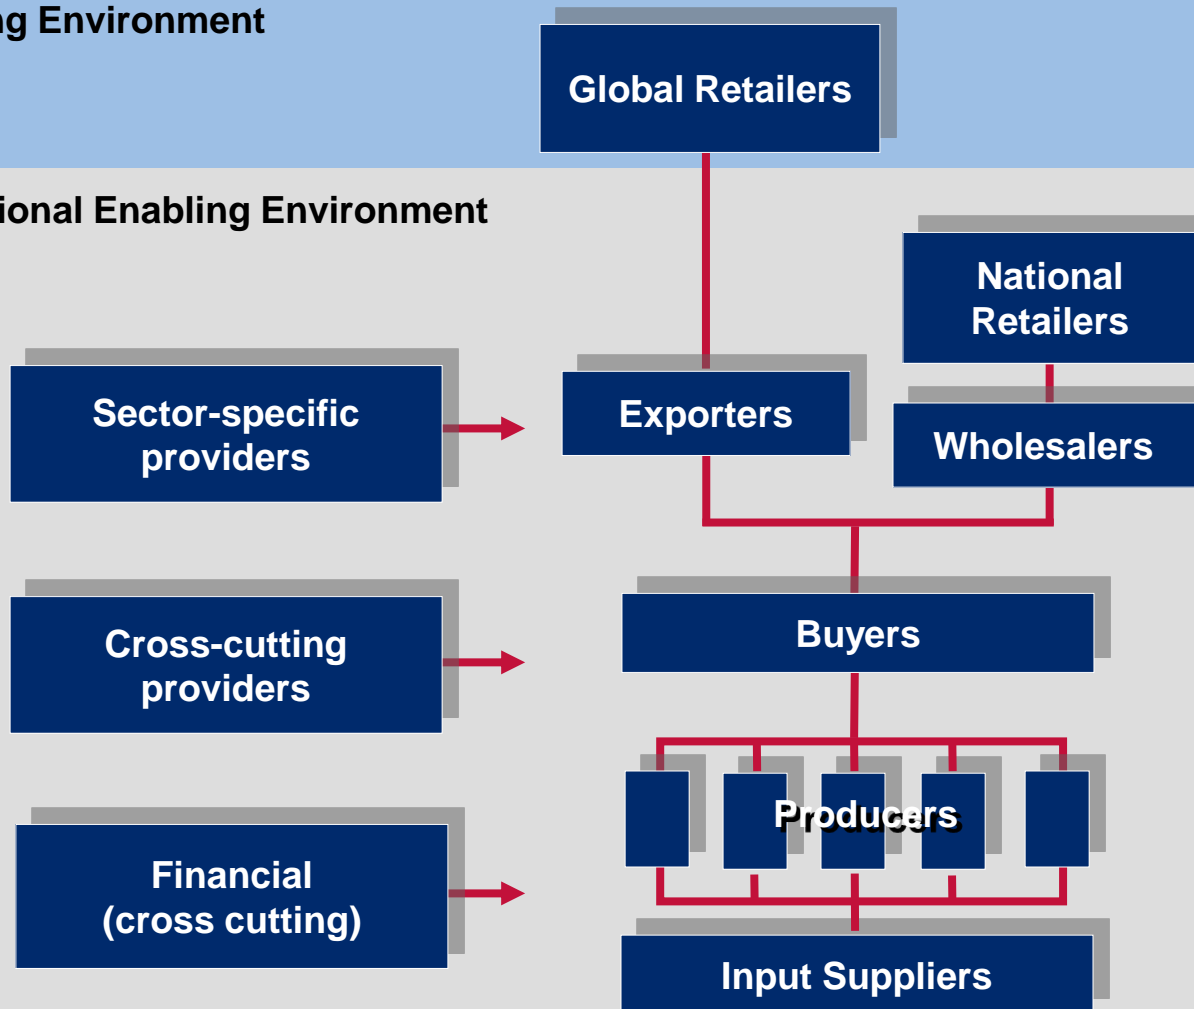 Environment
Global Retailers
Enabling Environment
National
Retailers
Sector-specific
providers
Exporters
Wholesalers
Cross-cutting
providers
Buyers
Producers
Financial
(cross cutting)
Input Suppliers